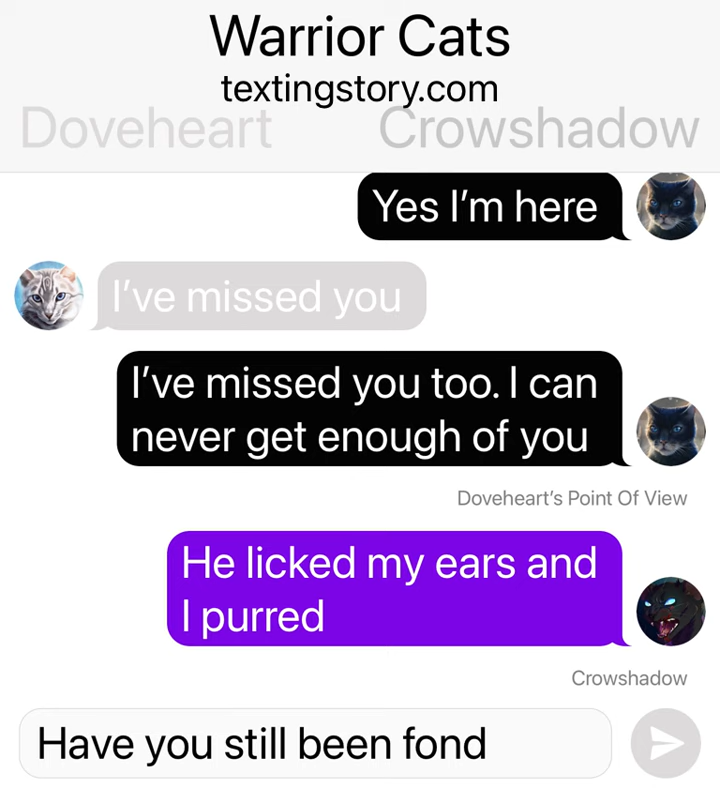 Warrior Cats
textingstory.com
Doveheart Crowshadow
Yes I'm here
I've missed you
I've missed you too. I can
never get enough of you
Doveheart's Point Of View
He licked my ears and
I purred
Crowshadow
Have you still been fond